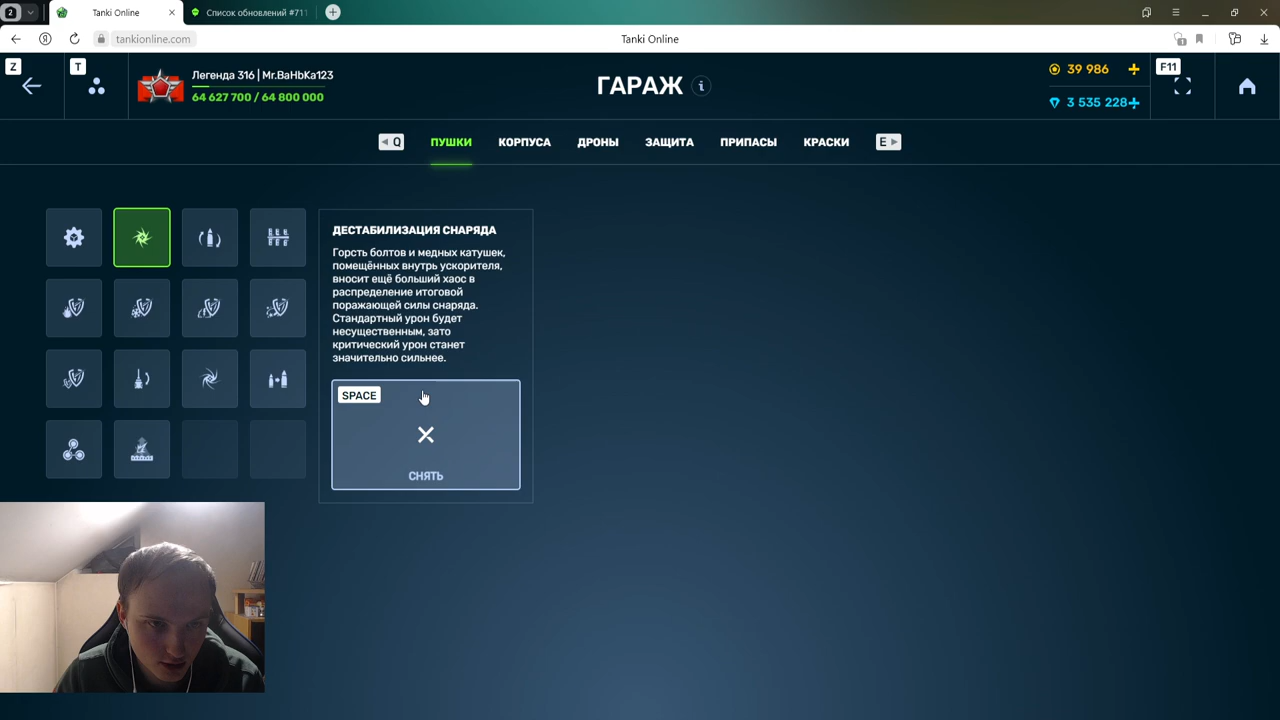 2
Tanki Online
Список обновлений #711
tankionline.com
Tanki Online
Z
T
Легенда 316 | Mr.BaHbKa123
64 627 700 / 64 800 000
ГАРАЖ
39 986
3 535 228
F11
Q
ПУШКИ
КОРПУСА
ДРОНЫ
ЗАЩИТА
ПРИПАСЫ
КРАСКИ
E
ДЕСТАБИЛИЗАЦИЯ СНАРЯДА
Горсть болтов и медных катушек,
помещённых внутрь ускорителя,
вносит ещё больший хаос в
распределение итоговой
поражающей силы снаряда.
Стандартный урон будет
несущественным, зато
критический урон станет
значительно сильнее.
SPACE
СНЯТЬ